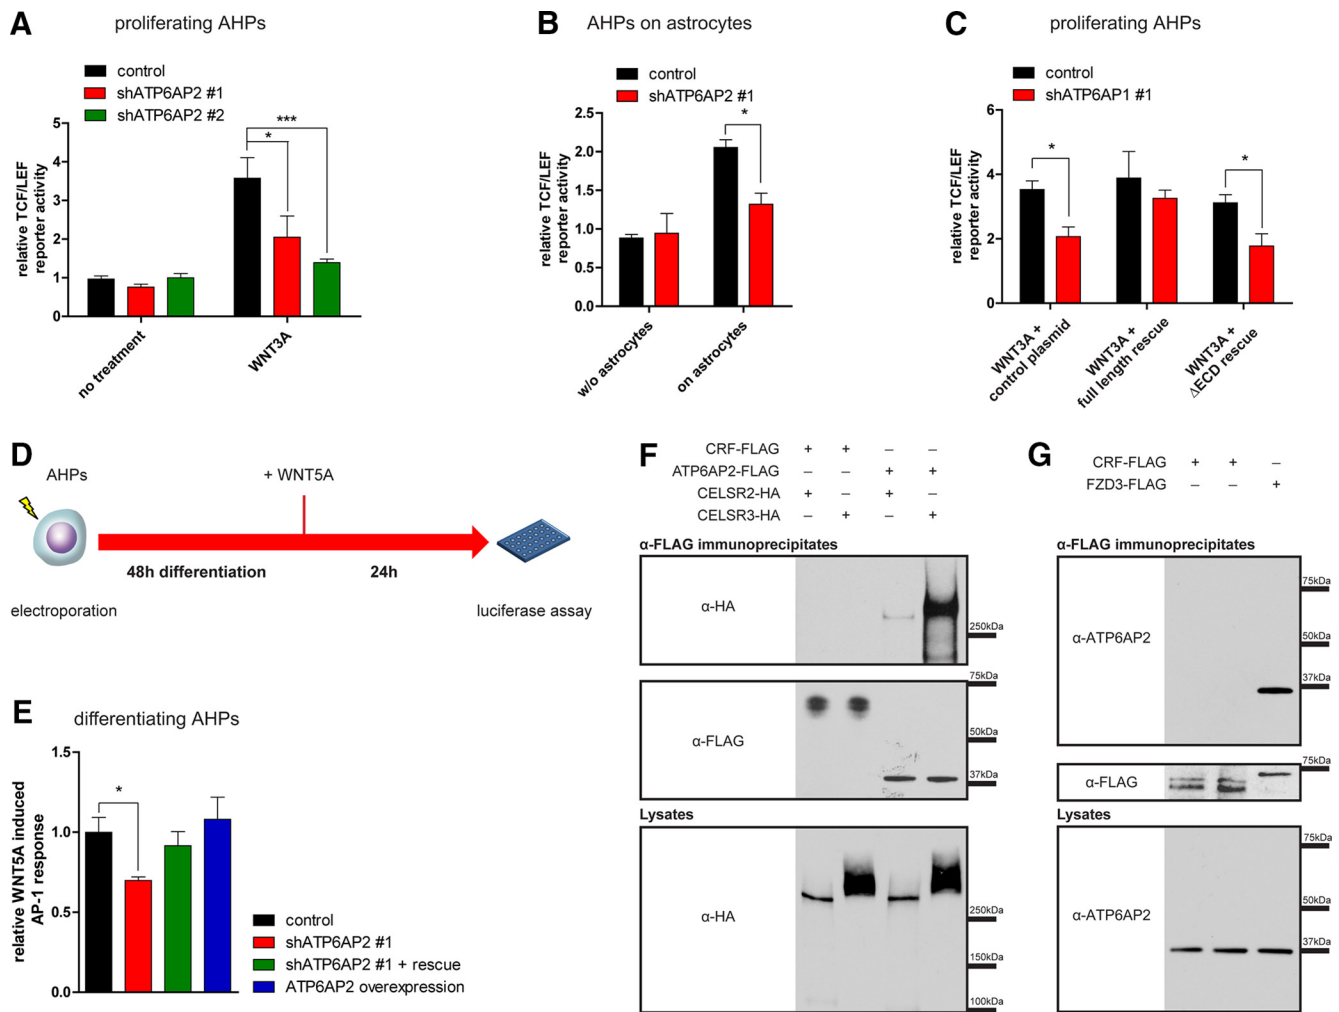 A
proliferating AHPs
control
shATP6AP2 #1
shATP6AP2 #2
relative TCF/LEF
reporter activity
5
4
3
2
1
0
***
*
no treatment
WNT3A
B
AHPs on astrocytes
control
shATP6AP2 #1
relative TCF/LEF
reporter activity
2.5
2.0
1.5
1.0
0.5
0.0
*
w/o astrocytes
on astrocytes
C
proliferating AHPs
control
shATP6AP1 #1
relative TCF/LEF
reporter activity
6
4
2
0
*
*
WNT3A +
control plasmid
WNT3A +
full length rescue
WNT3A +
ΔECD rescue
D
AHPs
+ WNT5A
48h differentiation
24h
electroporation
luciferase assay
E
differentiating AHPs
relative WNT5A induced
AP-1 response
1.5
1.0
0.5
0.0
*
control
shATP6AP2 #1
shATP6AP2 #1 + rescue
ATP6AP2 overexpression
F
CRF-FLAG + + – –
ATP6AP2-FLAG – – + +
CELSR2-HA + – + –
CELSR3-HA – + – +
α-FLAG immunoprecipitates
α-HA
250kDa
α-FLAG
75kDa
50kDa
37kDa
Lysates
α-HA
250kDa
150kDa
100kDa
G
CRF-FLAG + + –
FZD3-FLAG – – +
α-FLAG immunoprecipitates
α-ATP6AP2
75kDa
50kDa
37kDa
α-FLAG
75kDa
Lysates
α-ATP6AP2
75kDa
50kDa
37kDa